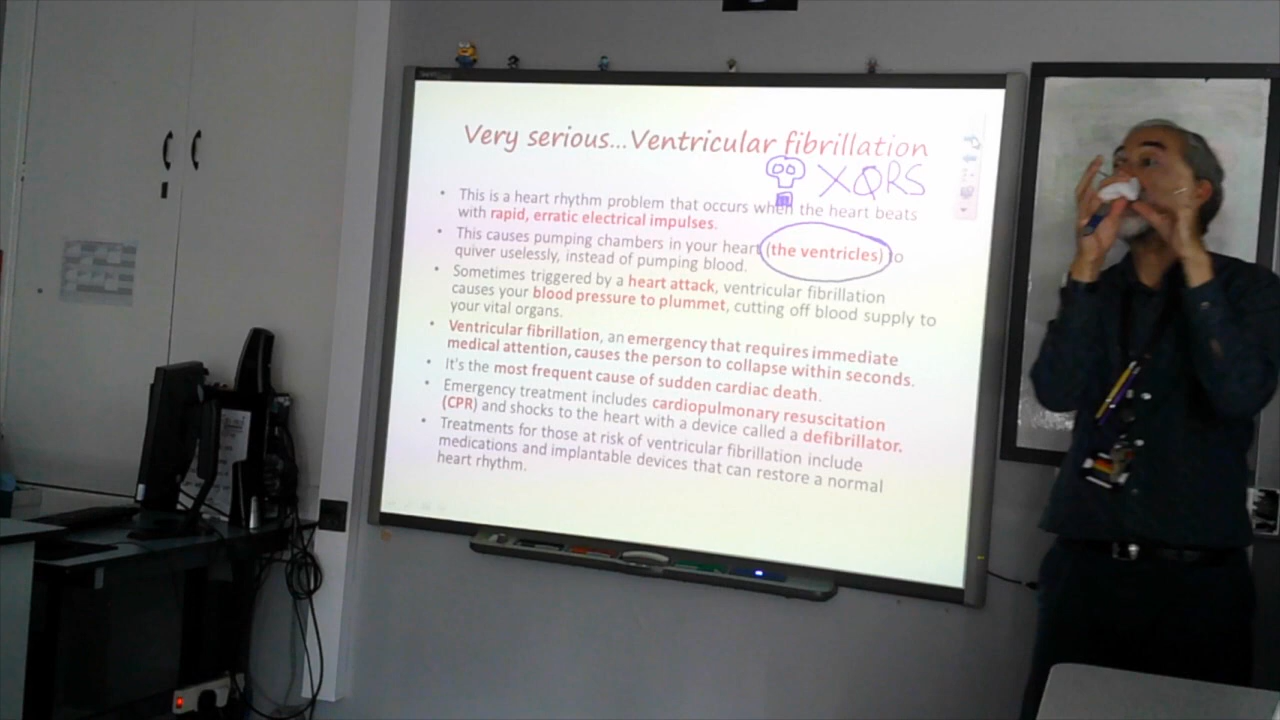 Very serious...Ventricular fibrillation
XQRS
• This is a heart rhythm problem that occurs when the heart beats
with rapid, erratic electrical impulses.
• This causes pumping chambers in your heart (the ventricles) to
quiver uselessly, instead of pumping blood.
• Sometimes triggered by a heart attack, ventricular fibrillation
causes your blood pressure to plummet, cutting off blood supply to
your vital organs.
• Ventricular fibrillation, an emergency that requires immediate
medical attention, causes the person to collapse within seconds.
• It's the most frequent cause of sudden cardiac death.
• Emergency treatment includes cardiopulmonary resuscitation
(CPR) and shocks to the heart with a device called a defibrillator.
• Treatments for those at risk of ventricular fibrillation include
medications and implantable devices that can restore a normal
heart rhythm.